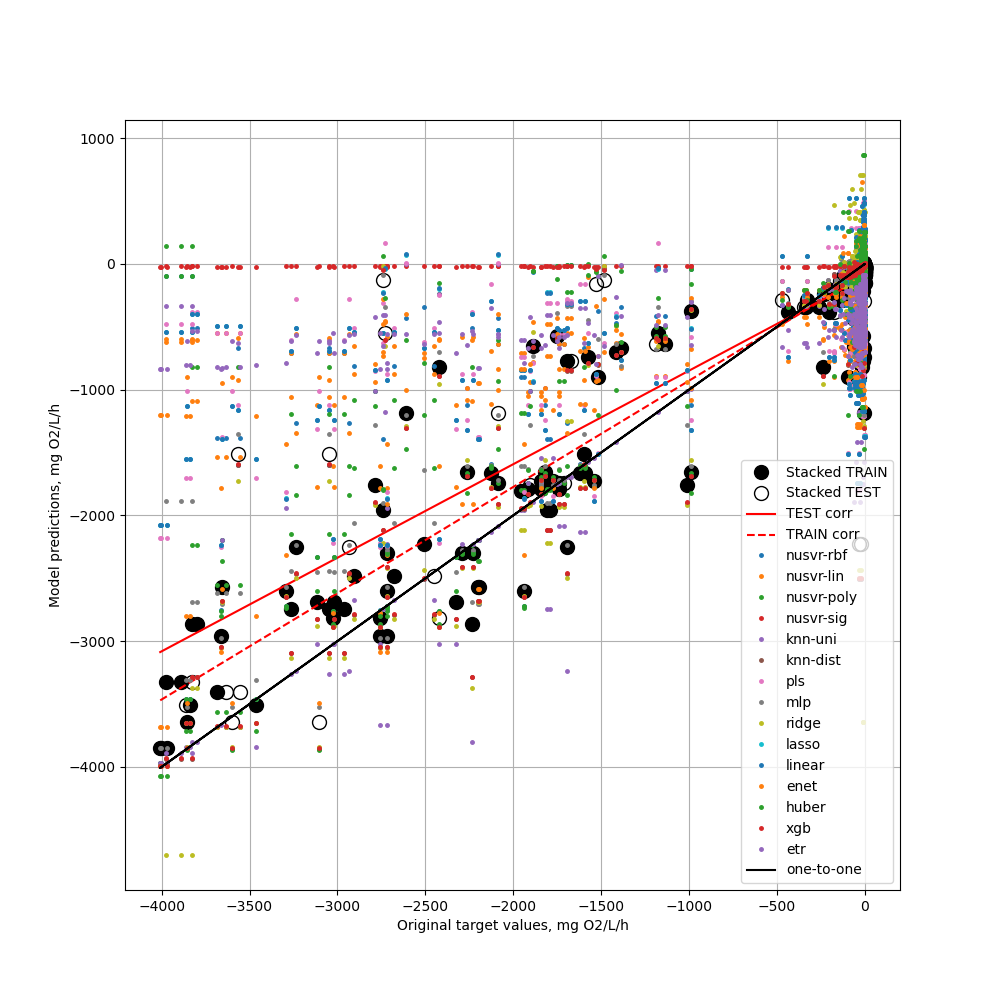 1000
0
−1000
−2000
−3000
−4000
Model predictions, mg O2/L/h
−4000 −3500 −3000 −2500 −2000 −1500 −1000 −500 0
Original target values, mg O2/L/h
Stacked TRAIN
Stacked TEST
TEST corr
TRAIN corr
nusvr-rbf
nusvr-lin
nusvr-poly
nusvr-sig
knn-uni
knn-dist
pls
mlp
ridge
lasso
linear
enet
huber
xgb
etr
one-to-one